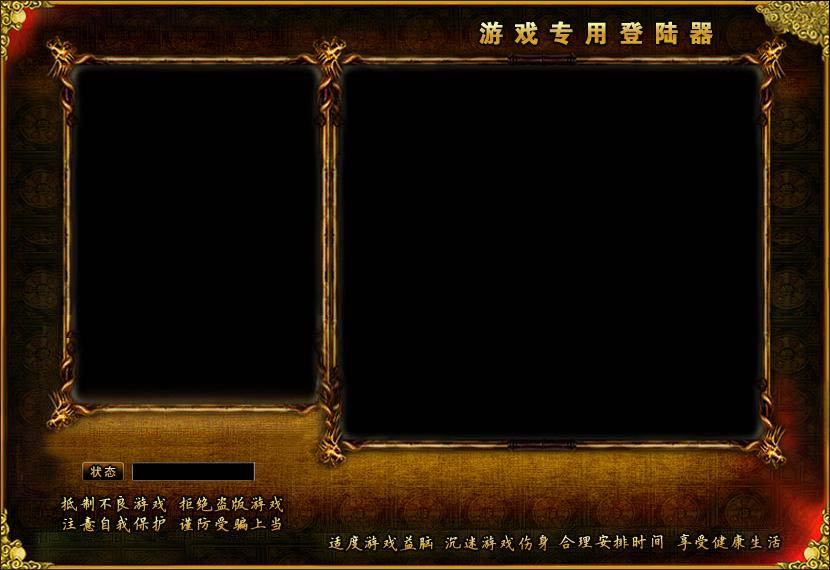 游戏专用登陆器
状态
抵制不良游戏 拒绝盗版游戏
注意自我保护 谨防受骗上当
适度游戏益脑 沉迷游戏伤身 合理安排时间 享受健康生活